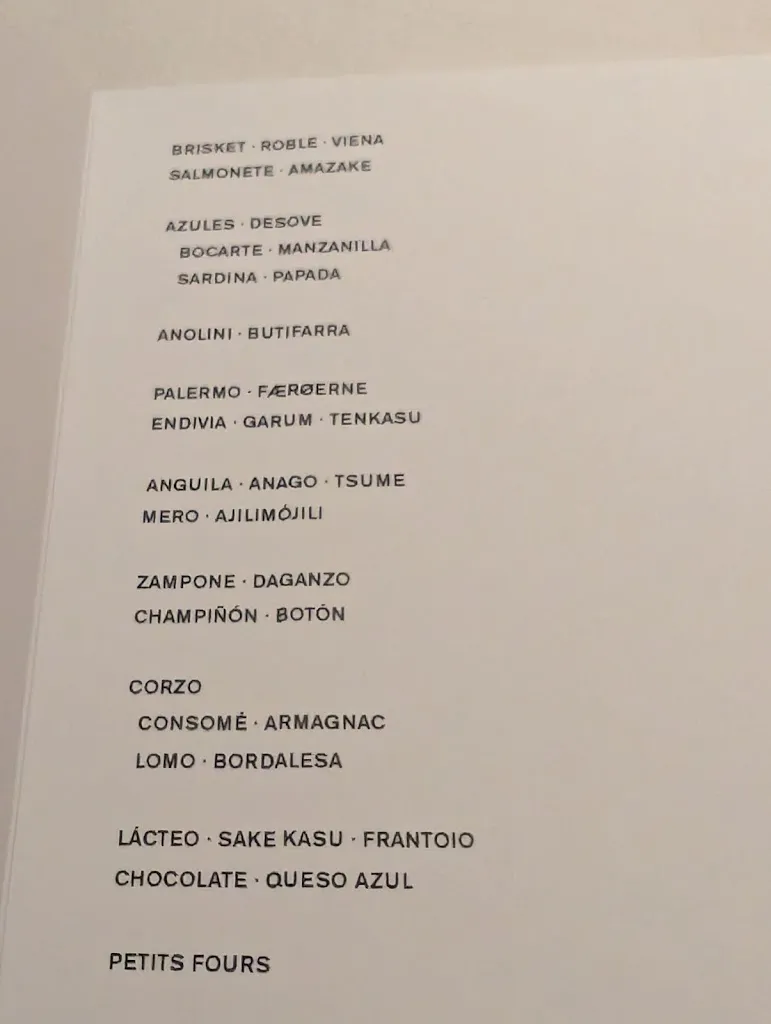 BRISKET · ROBLE · VIENA
SALMONETE · AMAZAKE
AZULES · DESOVE
BOCARTE · MANZANILLA
SARDINA · PAPADA
ANOLINI · BUTIFARRA
PALERMO · FÆRØERNE
ENDIVIA · GARUM · TENKASU
ANGUILA · ANAGO · TSUME
MERO · AJILIMÓJILI
ZAMPONE · DAGANZO
CHAMPIÑÓN · BOTÓN
CORZO
CONSOMÉ · ARMAGNAC
LOMO · BORDALESA
LÁCTEO · SAKE KASU · FRANTOIO
CHOCOLATE · QUESO AZUL
PETITS FOURS